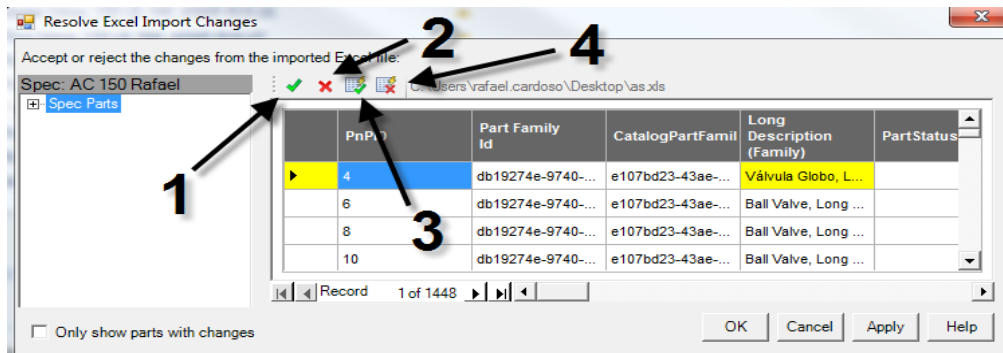 Resolve Excel Import Changes
Accept or reject the changes from the imported Excel file:
2
4
Spec: AC 150 Rafael
C:\Users\rafael.cardoso\Desktop\as.xls
Spec Parts
PnPID
Part Family Id
CatalogPartFamil
Long Description (Family)
PartStatus
4 db19274e-9740-... e107bd23-43ae-... Válvula Globo, L...
6 db19274e-9740-... e107bd23-43ae-... Ball Valve, Long ...
8 db19274e-9740-... e107bd23-43ae-... Ball Valve, Long ...
10 db19274e-9740-... e107bd23-43ae-... Ball Valve, Long ...
1
3
Record 1 of 1448
Only show parts with changes
OK Cancel Apply Help